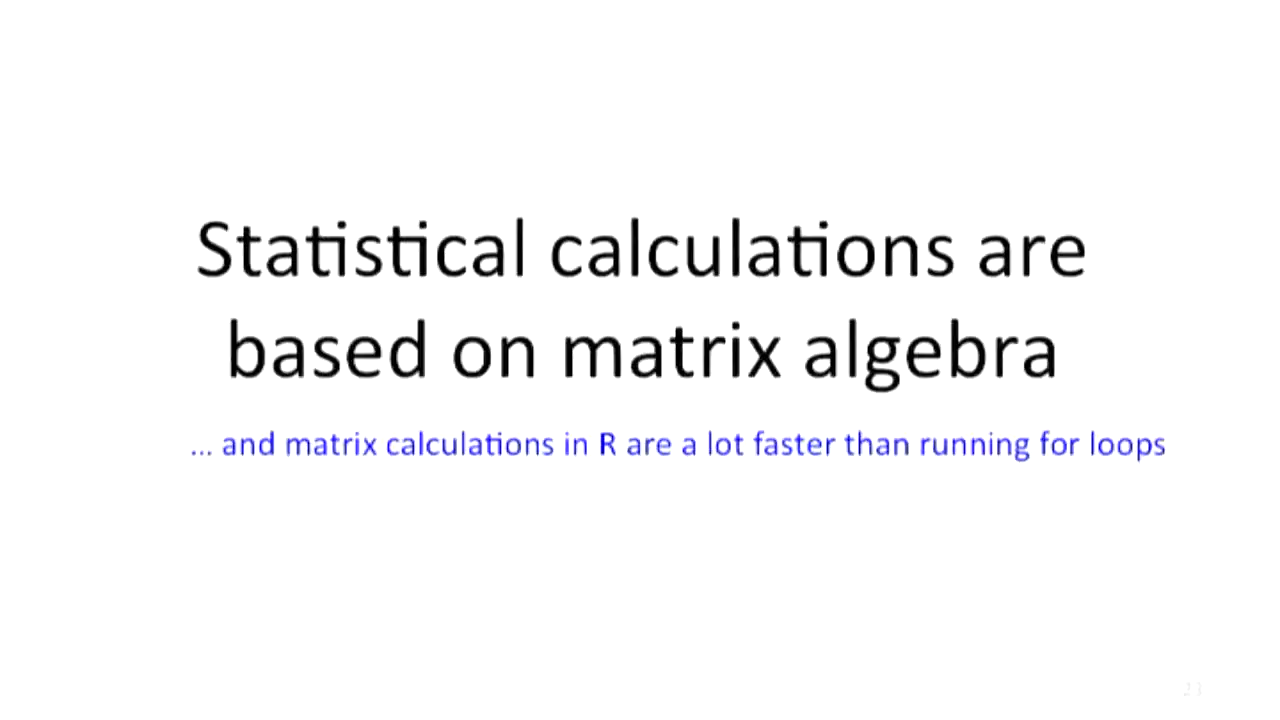 Statistical calculations are
based on matrix algebra
... and matrix calculations in R are a lot faster than running for loops